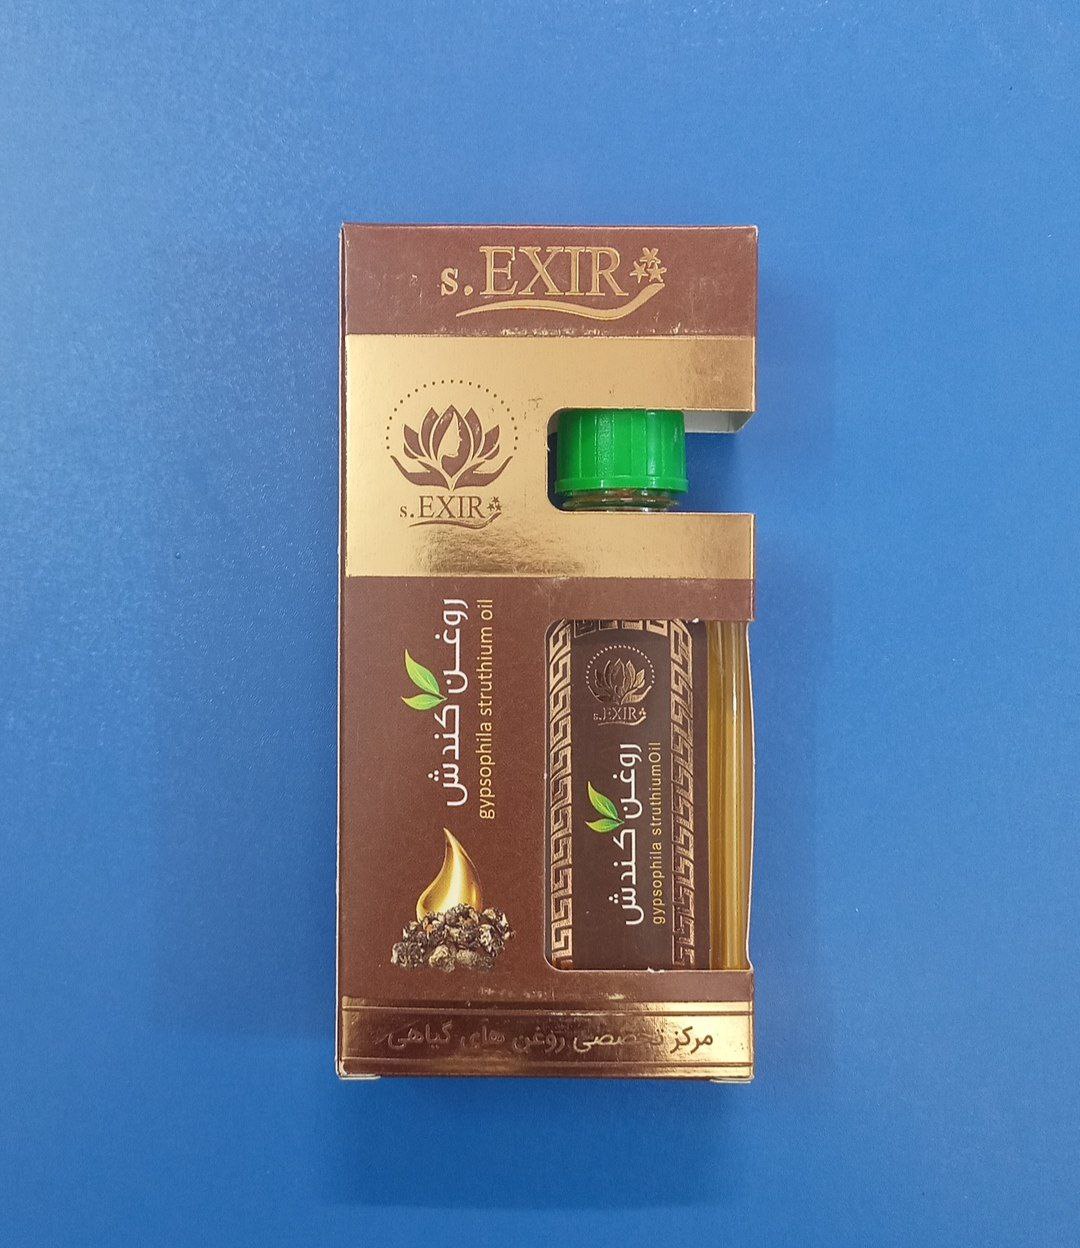 s.EXIR
s.EXIR
روغن کندش
gypsophila struthium oil
s.EXIR
روغن کندش
gypsophila struthiumOil
مرکز تخصصی روغن های گیاهی